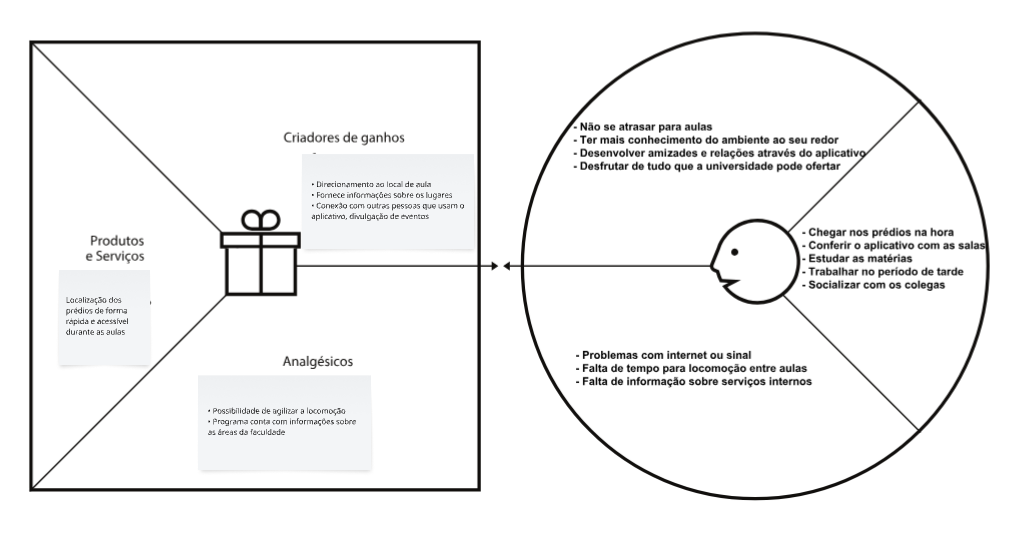 Criadores de ganhos
• Direcionamento ao local de aula
• Fornece informações sobre os lugares
• Conexão com outras pessoas que usam o
aplicativo, divulgação de eventos
Produtos
e Serviços
Localização dos
prédios de forma
rápida e acessível
durante as aulas
Analgésicos
• Possibilidade de agilizar a locomoção
• Programa conta com informações sobre
as áreas da faculdade
- Não se atrasar para aulas
- Ter mais conhecimento do ambiente ao seu redor
- Desenvolver amizades e relações através do aplicativo
- Desfrutar de tudo que a universidade pode ofertar
- Chegar nos prédios na hora
- Conferir o aplicativo com as salas
- Estudar as matérias
- Trabalhar no período de tarde
- Socializar com os colegas
- Problemas com internet ou sinal
- Falta de tempo para locomoção entre aulas
- Falta de informação sobre serviços internos